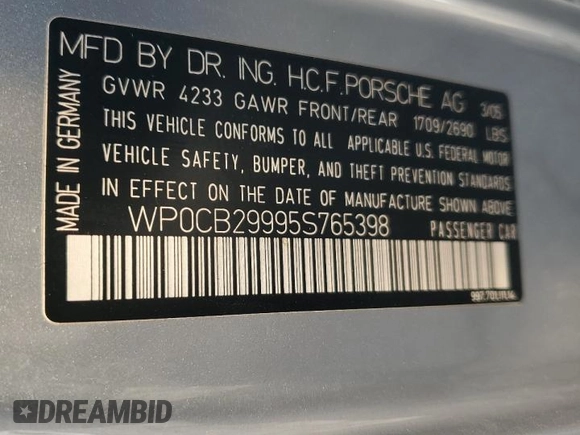 MFD BY DR. ING. H.C.F. PORSCHE AG 3/05
GVWR 4233 GAWR FRONT/REAR 1709/2690 LBS
THIS VEHICLE CONFORMS TO ALL APPLICABLE U.S. FEDERAL MOTOR
VEHICLE SAFETY, BUMPER, AND THEFT PREVENTION STANDARDS
IN EFFECT ON THE DATE OF MANUFACTURE SHOWN ABOVE.
WP0CB29995S765398 PASSENGER CAR
MADE IN GERMANY
DREAMBID